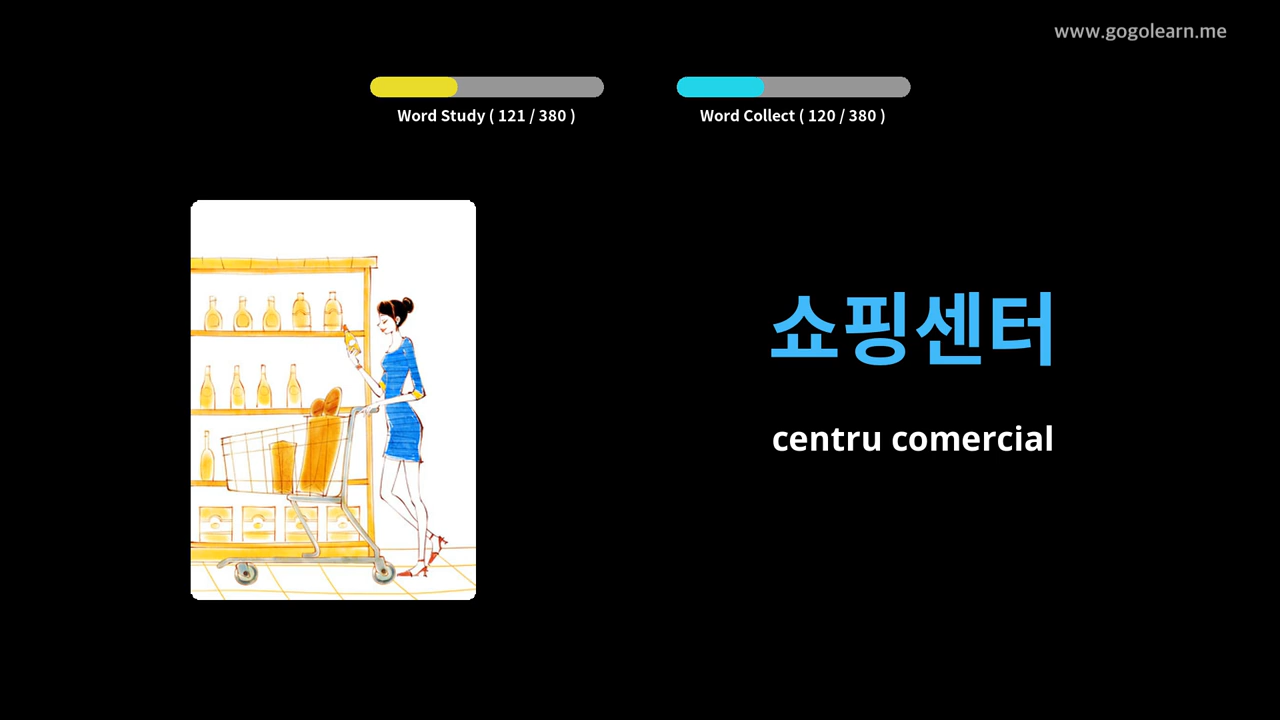 www.gogolearn.me
Word Study ( 121 / 380 )
Word Collect ( 120 / 380 )
쇼핑센터
centru comercial